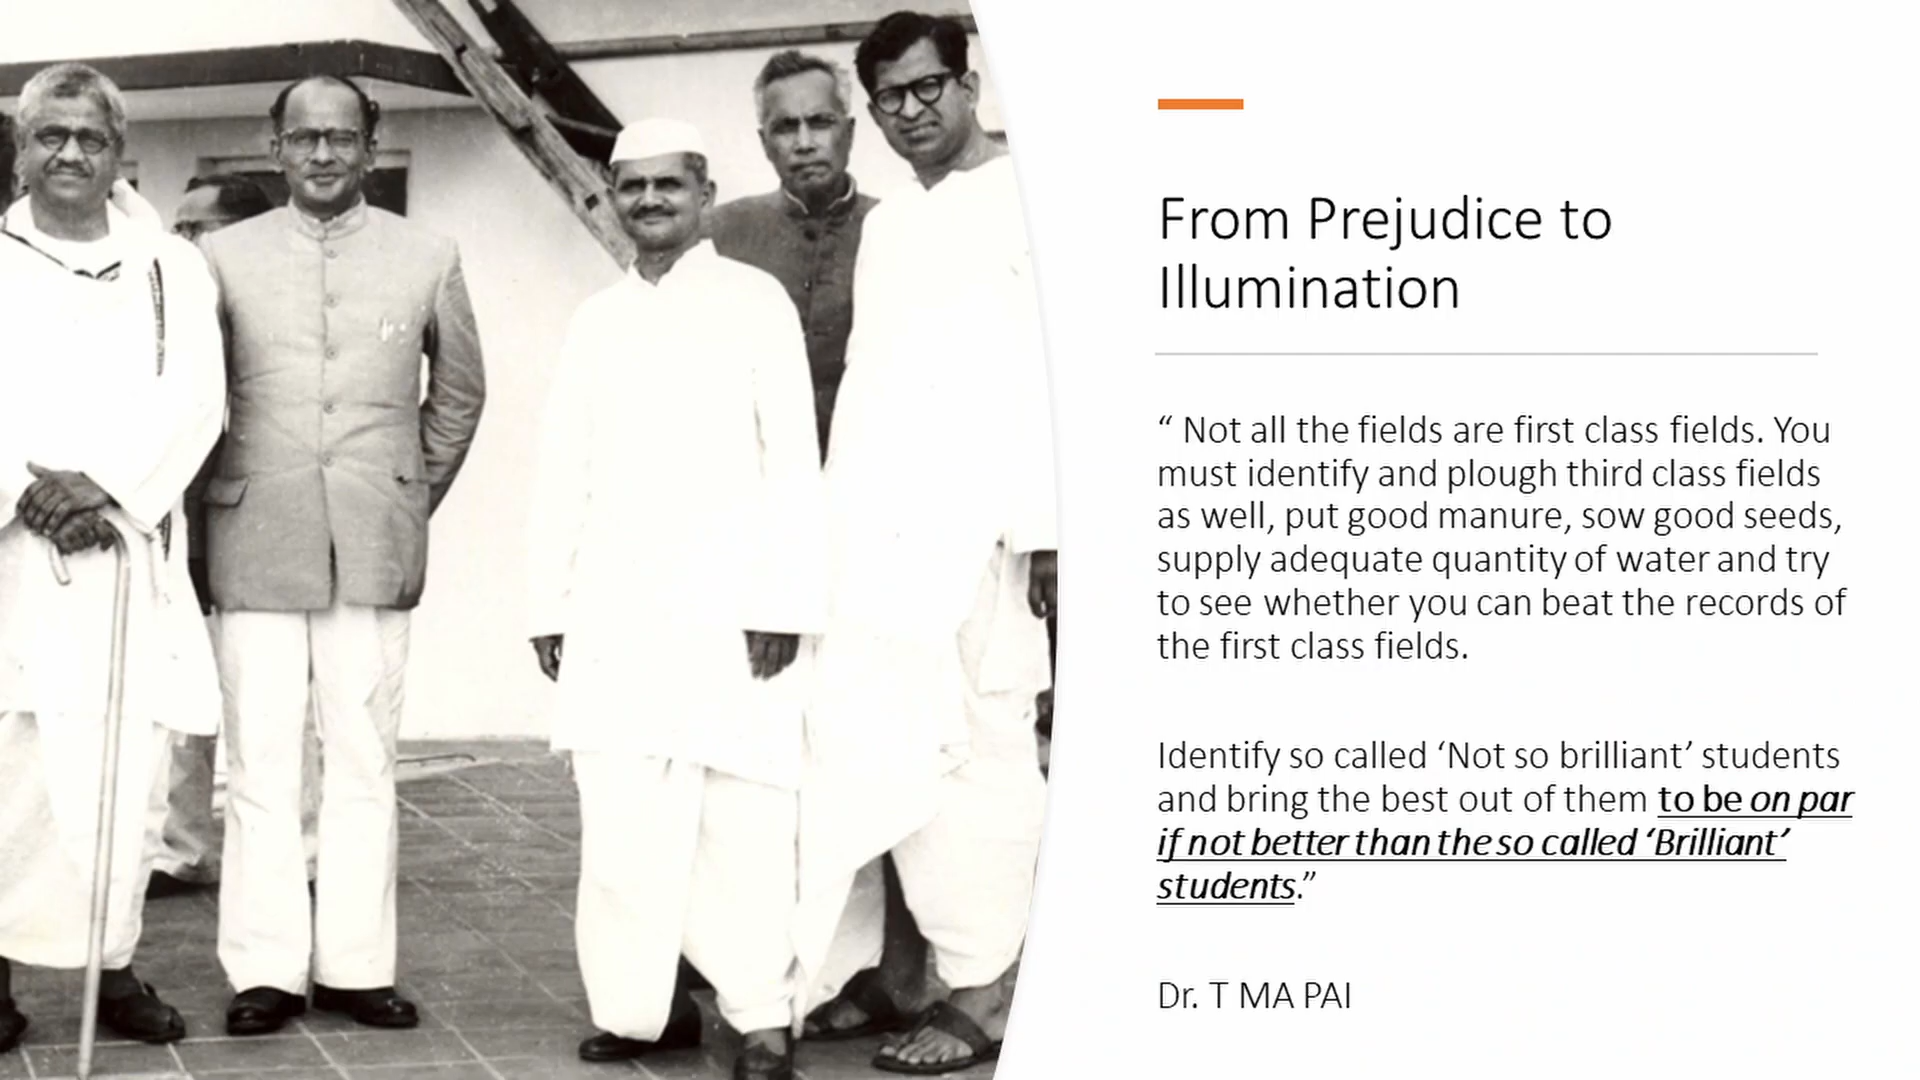 From Prejudice to
Illumination
“ Not all the fields are first class fields. You
must identify and plough third class fields
as well, put good manure, sow good seeds,
supply adequate quantity of water and try
to see whether you can beat the records of
the first class fields.
Identify so called ‘Not so brilliant’ students
and bring the best out of them to be on par
if not better than the so called ‘Brilliant’
students.”
Dr. T MA PAI